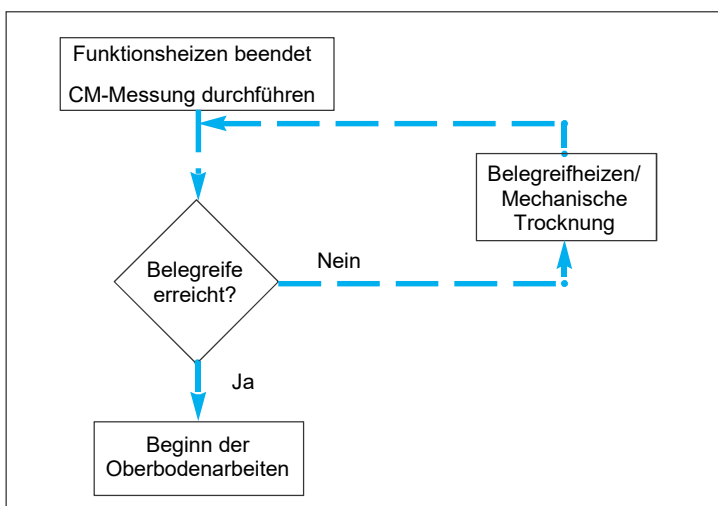 Funktionsheizen beendet
CM-Messung durchführen
Belegreifheizen/
Mechanische
Trocknung
Belegreife
erreicht?
Nein
Ja
Beginn der
Oberbodenarbeiten